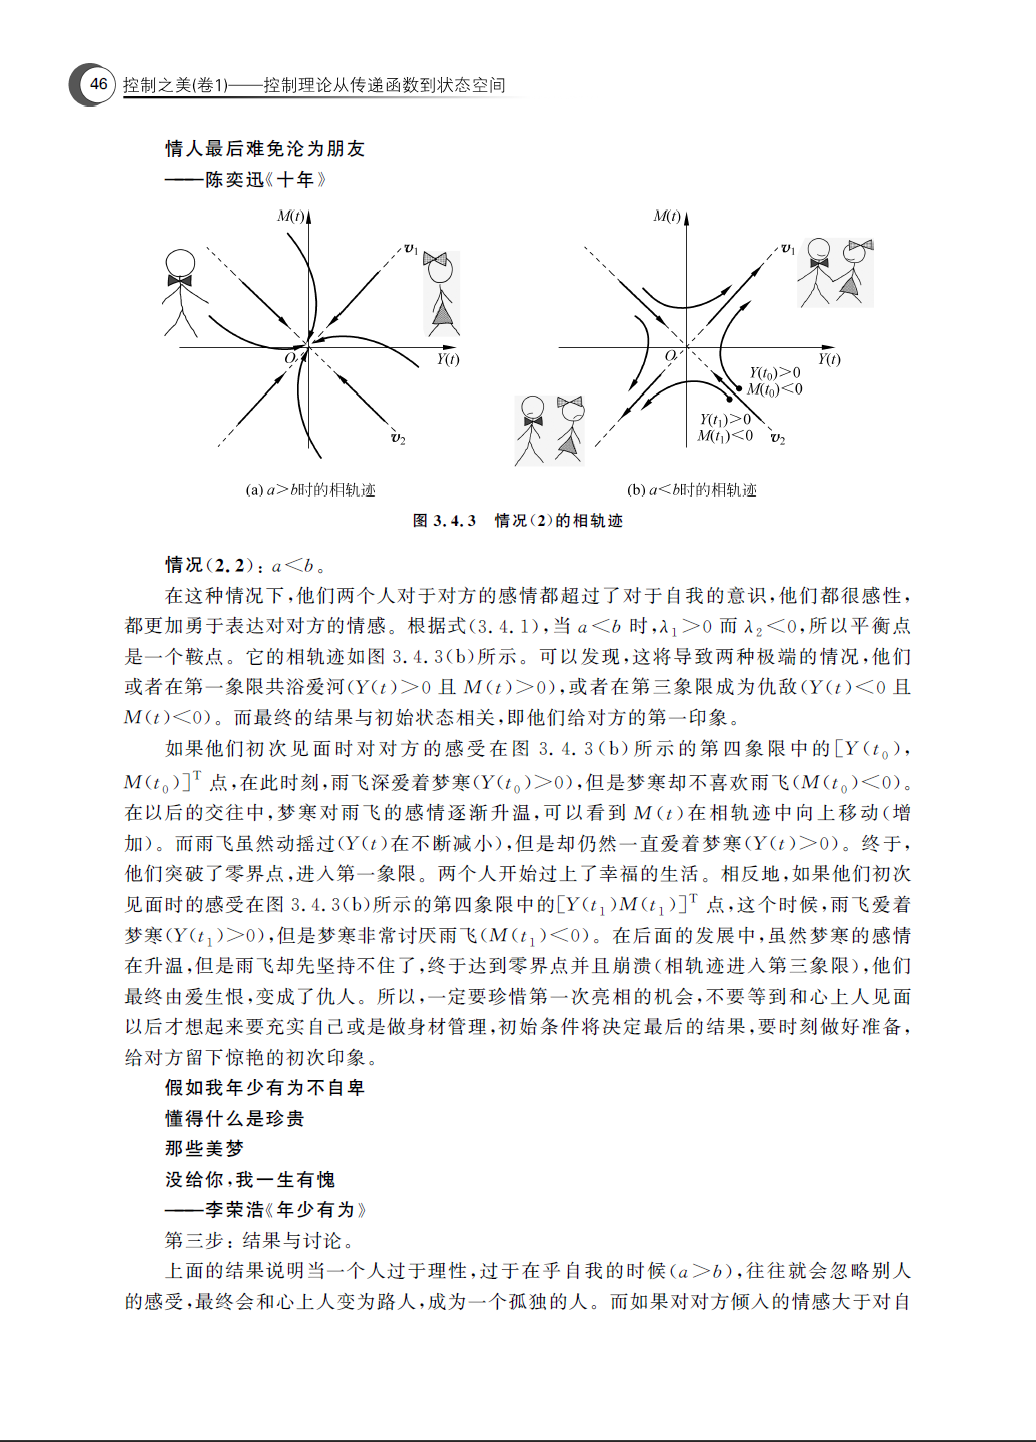 46 控制之美(卷1)——控制理论从传递函数到状态空间
情人最后难免沦为朋友
——陈奕迅《十年》
M(t)
v₁
O
Y(t)
v₂
(a) a>b时的相轨迹
M(t)
v₁
O
Y(t)
Y(t₀)>0
M(t₀)<0
Y(t₁)>0
M(t₁)<0
v₂
(b) a<b时的相轨迹
图 3.4.3 情况(2)的相轨迹
情况(2.2): a<b。
在这种情况下,他们两个人对于对方的感情都超过了对于自我的意识,他们都很感性,
都更加勇于表达对对方的情感。根据式(3.4.1),当 a<b 时,λ₁>0 而 λ₂<0,所以平衡点
是一个鞍点。它的相轨迹如图 3.4.3(b)所示。可以发现,这将导致两种极端的情况,他们
或者在第一象限共浴爱河(Y(t)>0 且 M(t)>0),或者在第三象限成为仇敌(Y(t)<0 且
M(t)<0)。而最终的结果与初始状态相关,即他们给对方的第一印象。
如果他们初次见面时对对方的感受在图 3.4.3(b)所示的第四象限中的[Y(t₀),
M(t₀)]ᵀ 点,在此时刻,雨飞深爱着梦寒(Y(t₀)>0),但是梦寒却不喜欢雨飞(M(t₀)<0)。
在以后的交往中,梦寒对雨飞的感情逐渐升温,可以看到 M(t)在相轨迹中向上移动(增
加)。而雨飞虽然动摇过(Y(t)在不断减小),但是却仍然一直爱着梦寒(Y(t)>0)。终于,
他们突破了零界点,进入第一象限。两个人开始过上了幸福的生活。相反地,如果他们初次
见面时的感受在图 3.4.3(b)所示的第四象限中的[Y(t₁)M(t₁)]ᵀ 点,这个时候,雨飞爱着
梦寒(Y(t₁)>0),但是梦寒非常讨厌雨飞(M(t₁)<0)。在后面的发展中,虽然梦寒的感情
在升温,但是雨飞却先坚持不住了,终于达到零界点并且崩溃(相轨迹进入第三象限),他们
最终由爱生恨,变成了仇人。所以,一定要珍惜第一次亮相的机会,不要等到和心上人见面
以后才想起来要充实自己或是做身材管理,初始条件将决定最后的结果,要时刻做好准备,
给对方留下惊艳的初次印象。
假如我年少有为不自卑
懂得什么是珍贵
那些美梦
没给你,我一生有愧
——李荣浩《年少有为》
第三步: 结果与讨论。
上面的结果说明当一个人过于理性,过于在乎自我的时候(a>b),往往就会忽略别人
的感受,最终会和心上人变为路人,成为一个孤独的人。而如果对对方倾入的情感大于对自